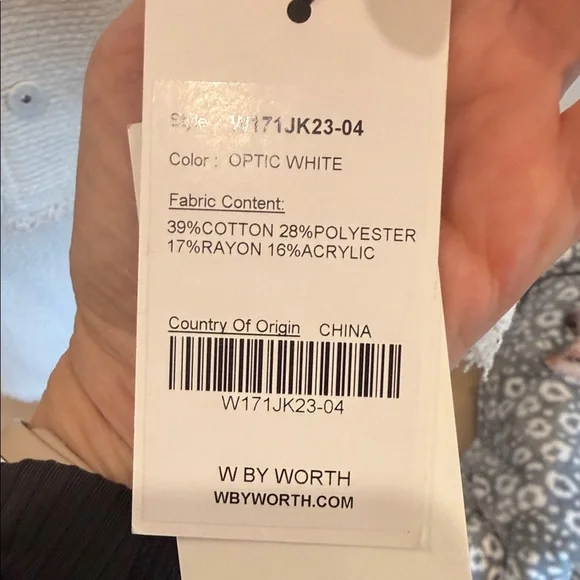 Style: W171JK23-04
Color : OPTIC WHITE
Fabric Content:
39%COTTON 28%POLYESTER
17%RAYON 16%ACRYLIC
Country Of Origin CHINA
W171JK23-04
W BY WORTH
WBYWORTH.COM